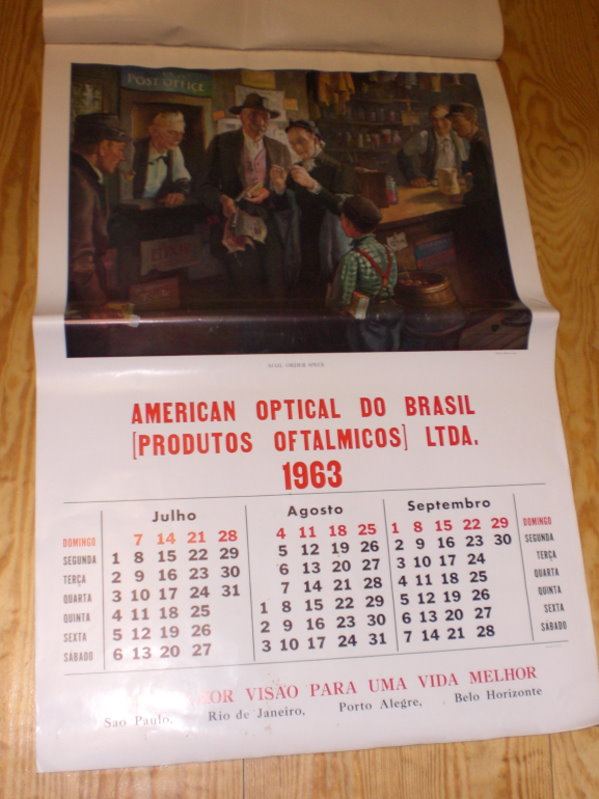 POST OFFICE
MAIL ORDER SPECS
AMERICAN OPTICAL DO BRASIL
[PRODUTOS OFTALMICOS] LTDA.
1963
Julho Agosto Septembro
DOMINGO 7 14 21 28 4 11 18 25 1 8 15 22 29 DOMINGO
SEGUNDA 1 8 15 22 29 5 12 19 26 2 9 16 23 30 SEGUNDA
TERÇA 2 9 16 23 30 6 13 20 27 3 10 17 24 TERÇA
QUARTA 3 10 17 24 31 7 14 21 28 4 11 18 25 QUARTA
QUINTA 4 11 18 25 1 8 15 22 29 5 12 19 26 QUINTA
SEXTA 5 12 19 26 2 9 16 23 30 6 13 20 27 SEXTA
SÁBADO 6 13 20 27 3 10 17 24 31 7 14 21 28 SÁBADO
VISÃO PARA UMA VIDA MELHOR
Sao Paulo, Rio de Janeiro, Porto Alegre, Belo Horizonte